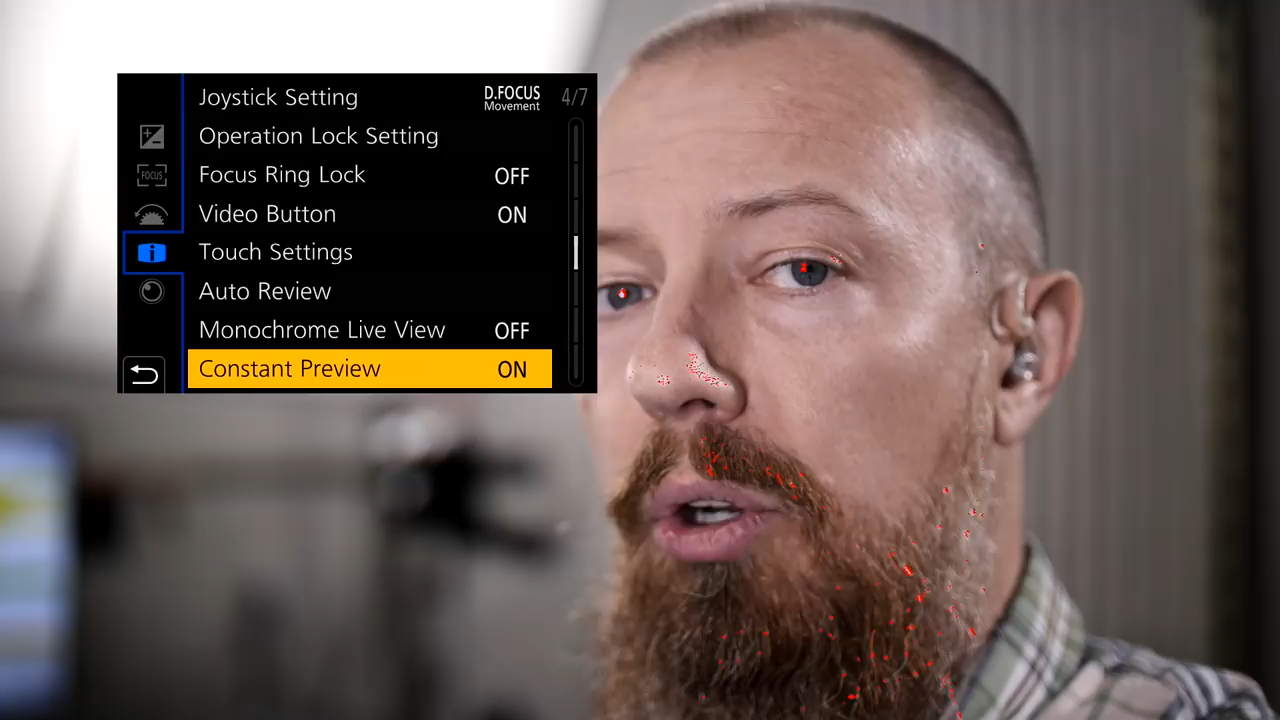 Joystick Setting D.FOCUS Movement 4/7
Operation Lock Setting
FOCUS Focus Ring Lock OFF
Video Button ON
Touch Settings
Auto Review
Monochrome Live View OFF
Constant Preview ON